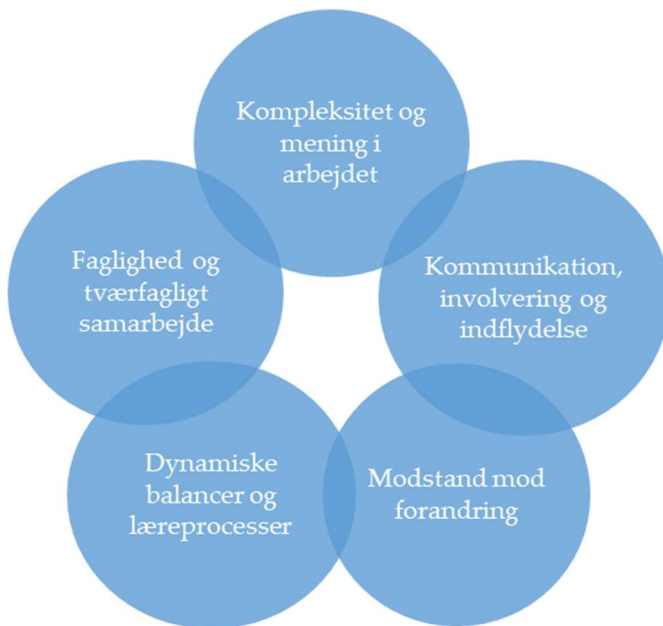 Kompleksitet og
mening i
arbejdet
Faglighed og
tværfagligt
samarbejde
Kommunikation,
involvering og
indflydelse
Dynamiske
balancer og
læreprocesser
Modstand mod
forandring